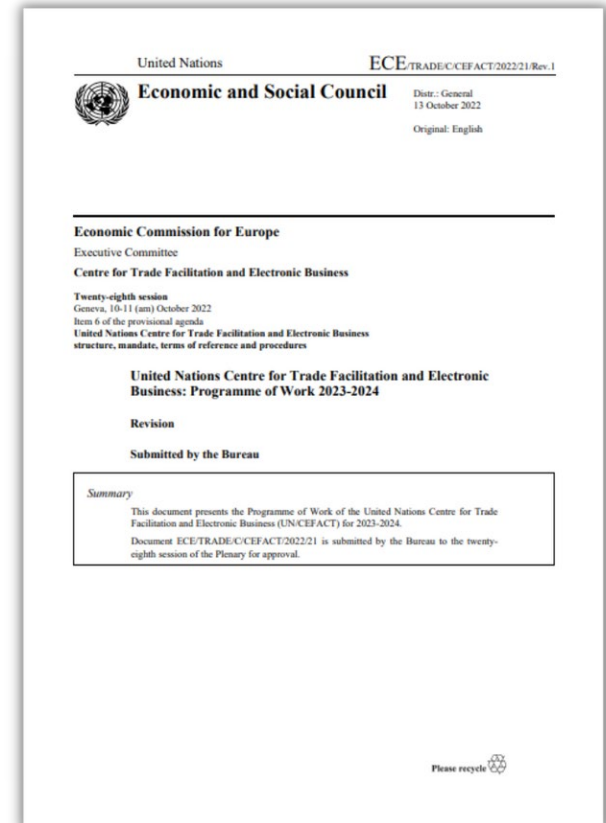 United Nations
ECE/TRADE/C/CEFACT/2022/21/Rev.1
Economic and Social Council
Distr.: General
13 October 2022
Original: English
Economic Commission for Europe
Executive Committee
Centre for Trade Facilitation and Electronic Business
Twenty-eighth session
Geneva, 10-11 (am) October 2022
Item 6 of the provisional agenda
United Nations Centre for Trade Facilitation and Electronic Business
structure, mandate, terms of reference and procedures
United Nations Centre for Trade Facilitation and Electronic
Business: Programme of Work 2023-2024
Revision
Submitted by the Bureau
Summary
This document presents the Programme of Work of the United Nations Centre for Trade
Facilitation and Electronic Business (UN/CEFACT) for 2023-2024.
Document ECE/TRADE/C/CEFACT/2022/21 is submitted by the Bureau to the twenty-
eighth session of the Plenary for approval.
Please recycle